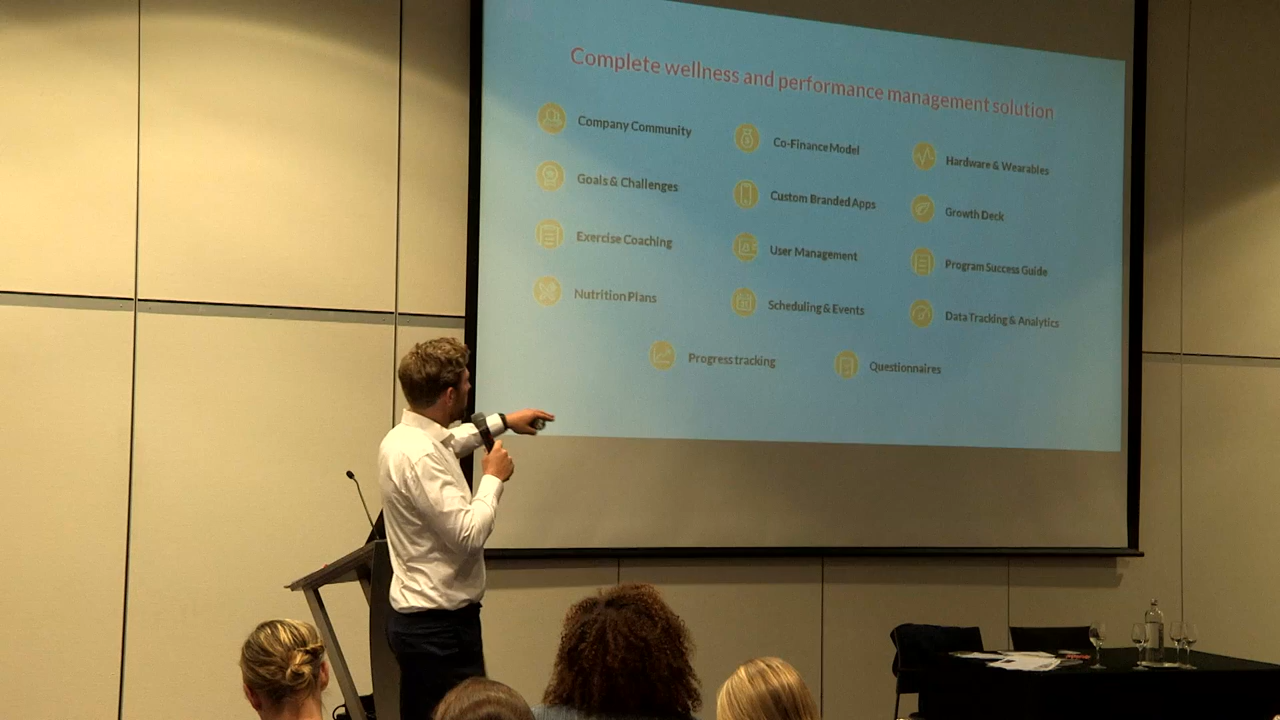 Complete wellness and performance management solution
Company Community
Co-Finance Model
Hardware & Wearables
Goals & Challenges
Custom Branded Apps
Growth Deck
Exercise Coaching
User Management
Program Success Guide
Nutrition Plans
Scheduling & Events
Data Tracking & Analytics
Progress tracking
Questionnaires